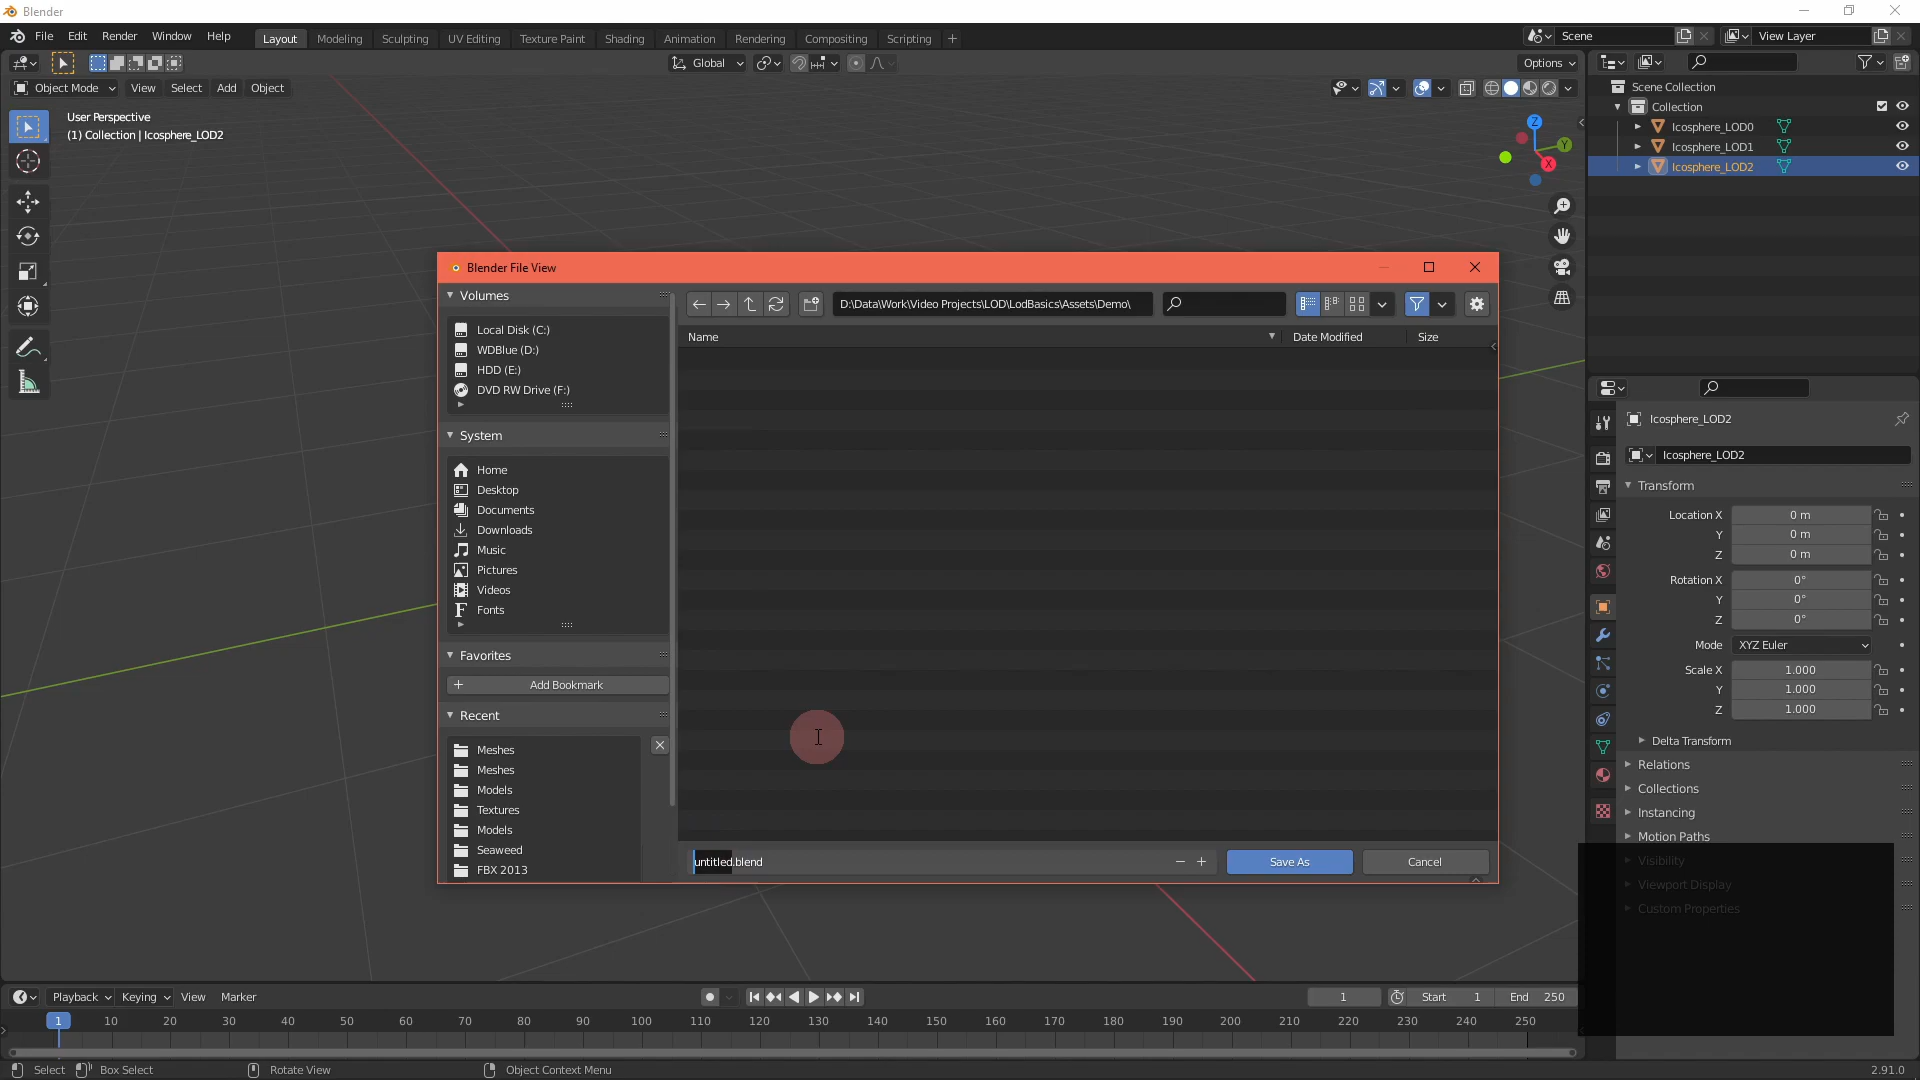 Blender
File Edit Render Window Help
Layout Modeling Sculpting UV Editing Texture Paint Shading Animation Rendering Compositing Scripting +
Scene
View Layer
Global
Options
Object Mode View Select Add Object
User Perspective
(1) Collection | Icosphere_LOD2
Z
Y
X
Scene Collection
Collection
Icosphere_LOD0
Icosphere_LOD1
Icosphere_LOD2
Blender File View
Volumes
Local Disk (C:)
WDBlue (D:)
HDD (E:)
DVD RW Drive (F:)
System
Home
Desktop
Documents
Downloads
Music
Pictures
Videos
Fonts
Favorites
Add Bookmark
Recent
Meshes
Meshes
Models
Textures
Models
Seaweed
FBX 2013
D:\Data\Work\Video Projects\LOD\LodBasics\Assets\Demo\
Name Date Modified Size
untitled.blend
Save As
Cancel
Icosphere_LOD2
Icosphere_LOD2
Transform
Location X 0 m
Y 0 m
Z 0 m
Rotation X 0°
Y 0°
Z 0°
Mode XYZ Euler
Scale X 1.000
Y 1.000
Z 1.000
Delta Transform
Relations
Collections
Instancing
Motion Paths
Visibility
Viewport Display
Custom Properties
Playback Keying View Marker
1
Start 1
End 250
1 10 20 30 40 50 60 70 80 90 100 110 120 130 140 150 160 170 180 190 200 210 220 230 240 250
Select Box Select Rotate View Object Context Menu
2.91.0